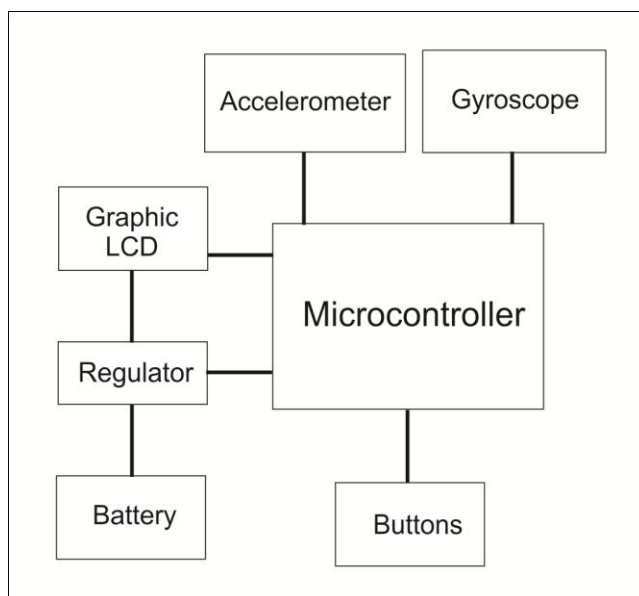 Accelerometer
Gyroscope
Graphic
LCD
Microcontroller
Regulator
Battery
Buttons